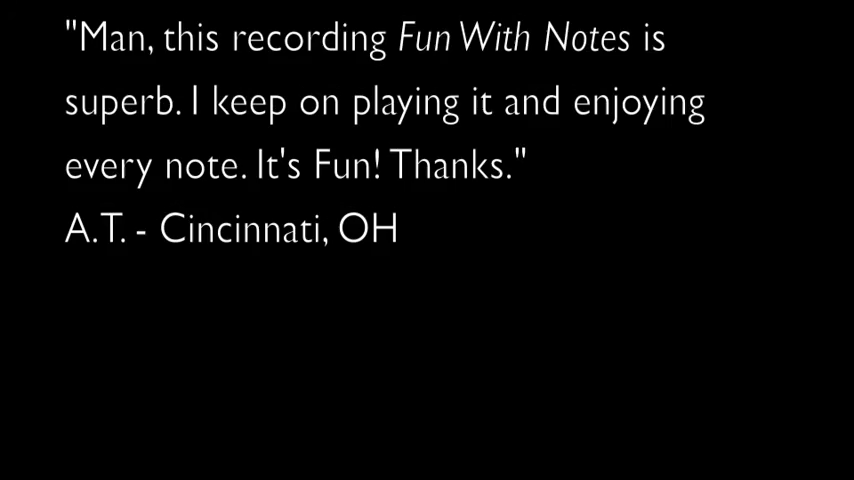 "Man, this recording Fun With Notes is
superb. I keep on playing it and enjoying
every note. It's Fun! Thanks."
A.T. - Cincinnati, OH